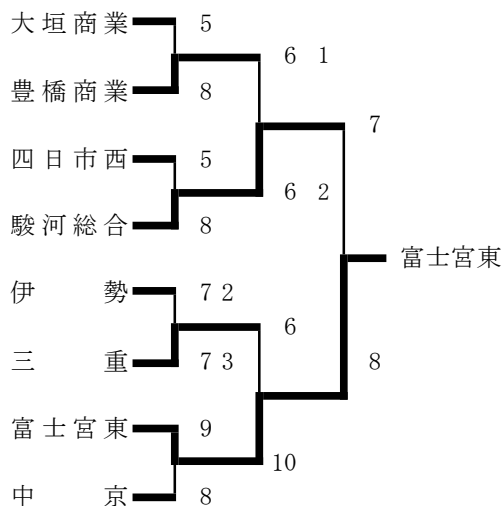 大垣商業 5
6 1
豊橋商業 8
7
四日市西 5
6 2
駿河総合 8
富士宮東
伊勢 7 2
6
三重 7 3
8
富士宮東 9
10
中京 8